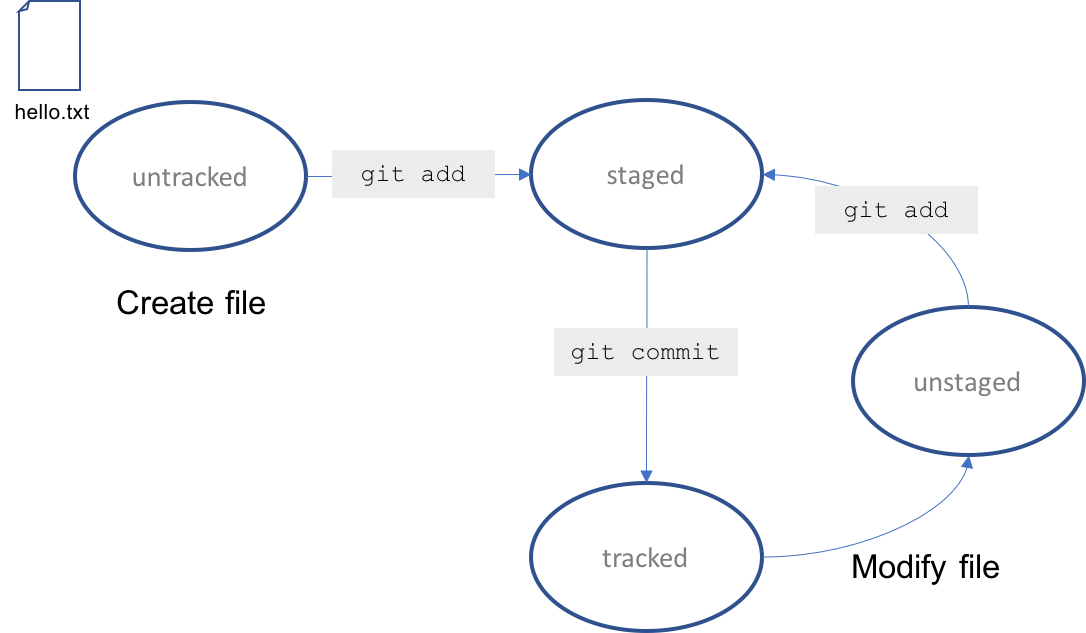 hello.txt
untracked
git add
staged
git add
Create file
git commit
unstaged
tracked
Modify file